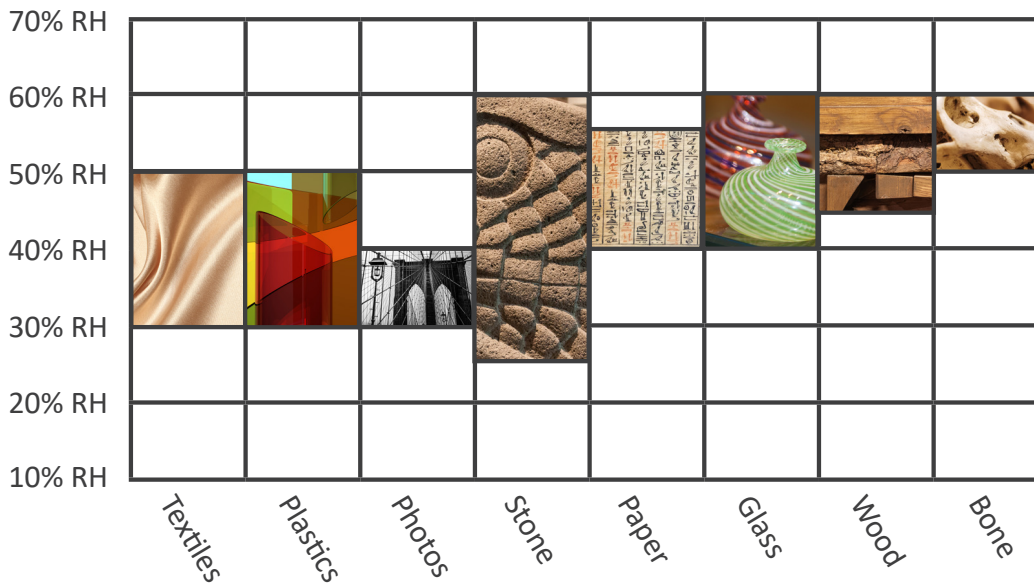 70% RH
60% RH
50% RH
40% RH
30% RH
20% RH
10% RH
Textiles
Plastics
Photos
Stone
Paper
Glass
Wood
Bone